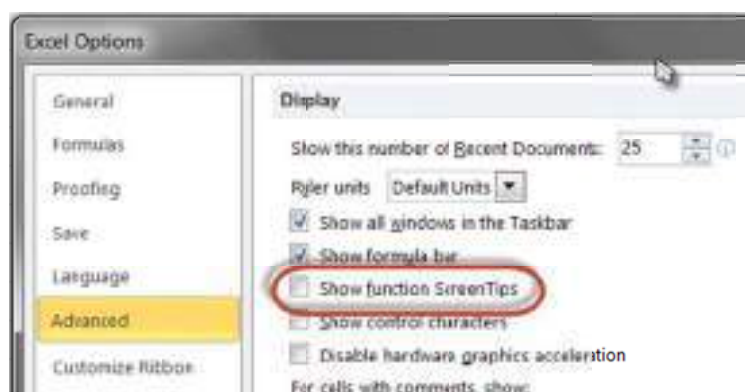 Excel Options
General
Formulas
Proofing
Save
Language
Advanced
Customize Ribbon
Display
Show this number of Recent Documents: 25
Ruler units Default Units
Show all windows in the Taskbar
Show formula bar
Show function ScreenTips
Show control characters
Disable hardware graphics acceleration
For cells with comments, show: